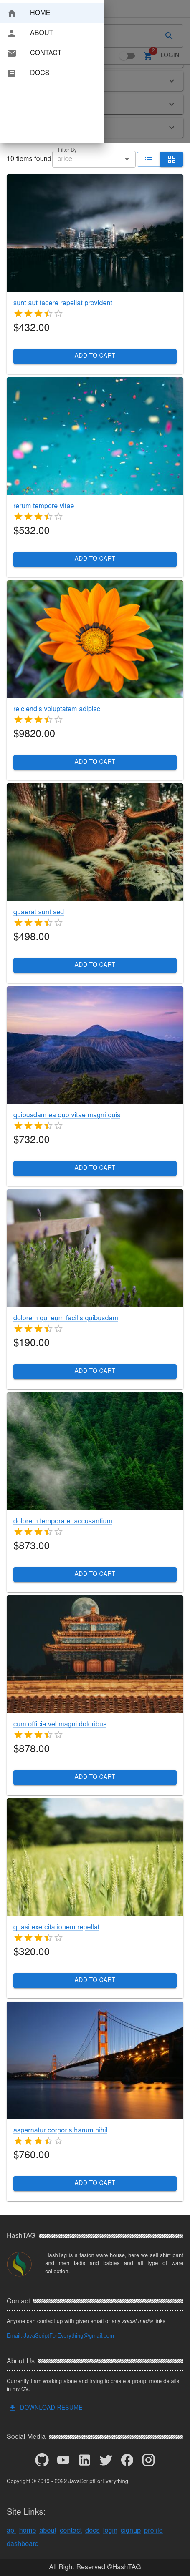 HOME
ABOUT
CONTACT
DOCS
LOGIN
10 items found
Filter By
price
sunt aut facere repellat provident
$432.00
ADD TO CART
rerum tempore vitae
$532.00
ADD TO CART
reiciendis voluptatem adipisci
$9820.00
ADD TO CART
quaerat sunt sed
$498.00
ADD TO CART
quibusdam ea quo vitae magni quis
$732.00
ADD TO CART
dolorem qui eum facilis quibusdam
$190.00
ADD TO CART
dolorem tempora et accusantium
$873.00
ADD TO CART
cum officia vel magni doloribus
$878.00
ADD TO CART
quasi exercitationem repellat
$320.00
ADD TO CART
aspernatur corporis harum nihil
$760.00
ADD TO CART
HashTAG
HashTag is a fassion ware house, here we sell shirt part
and men ladis and babies and all type of ware
collection.
Contact
Anyone can contact up with given email or any social media links
Email: JavaScriptForEverything@gmail.com
About Us
Currently I am working alone and trying to create a group, more details
in my CV.
DOWNLOAD RESUME
Social Media
Copyright © 2019 - 2022 JavaScriptForEverything
Site Links:
api home about contact docs login signup profile
dashboard
All Right Reserved ©HashTAG